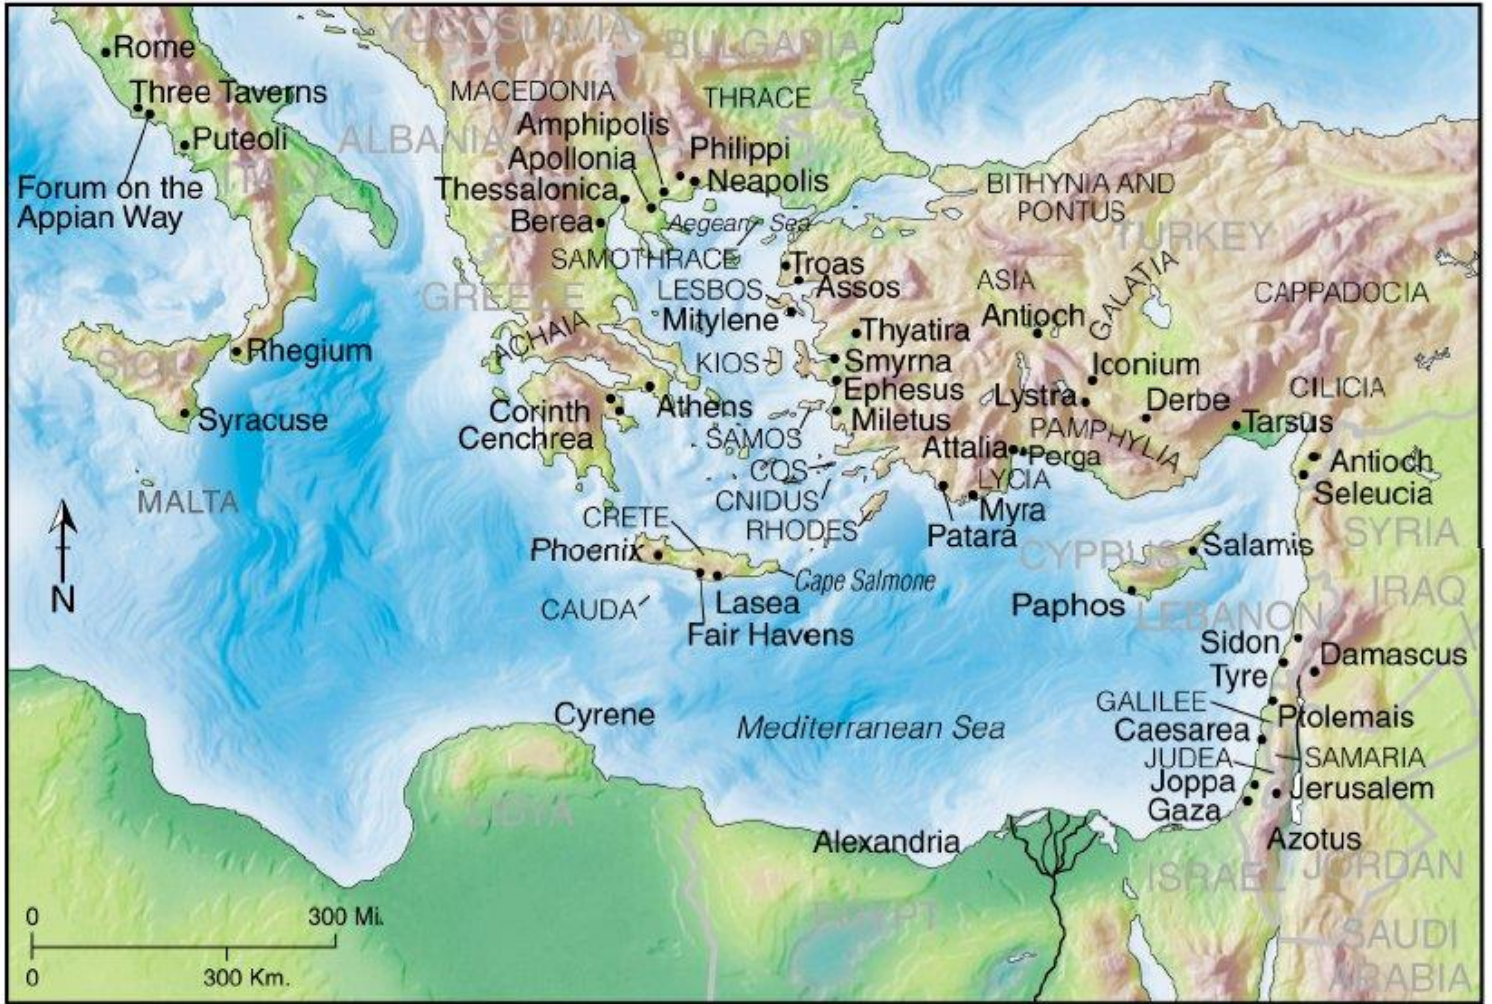 YUGOSLAVIA
BULGARIA
Rome
Three Taverns
Puteoli
Forum on the
Appian Way
ITALY
ALBANIA
MACEDONIA
THRACE
Amphipolis
Apollonia
Thessalonica
Berea
Philippi
Neapolis
Aegean Sea
SAMOTHRACE
BITHYNIA AND
PONTUS
TURKEY
GREECE
ACHAIA
Troas
Assos
LESBOS
Mitylene
ASIA
Antioch
GALATIA
CAPPADOCIA
Thyatira
KIOS
Smyrna
Ephesus
Miletus
Iconium
Lystra
Derbe
CILICIA
Tarsus
SICILY
Rhegium
Syracuse
Corinth
Cenchrea
Athens
SAMOS
COS
CNIDUS
RHODES
Attalia
Perga
PAMPHYLIA
LYCIA
Myra
Patara
Antioch
Seleucia
SYRIA
IRAQ
MALTA
N
CRETE
Phoenix
Cape Salmone
CAUDA
Lasea
Fair Havens
CYPRUS
Salamis
Paphos
LEBANON
Sidon
Tyre
Damascus
GALILEE
Ptolemais
Caesarea
JUDEA
SAMARIA
Joppa
Jerusalem
Gaza
Azotus
Cyrene
Mediterranean Sea
Alexandria
LIBYA
EGYPT
ISRAEL
JORDAN
SAUDI
ARABIA
0
300 Mi.
0
300 Km.